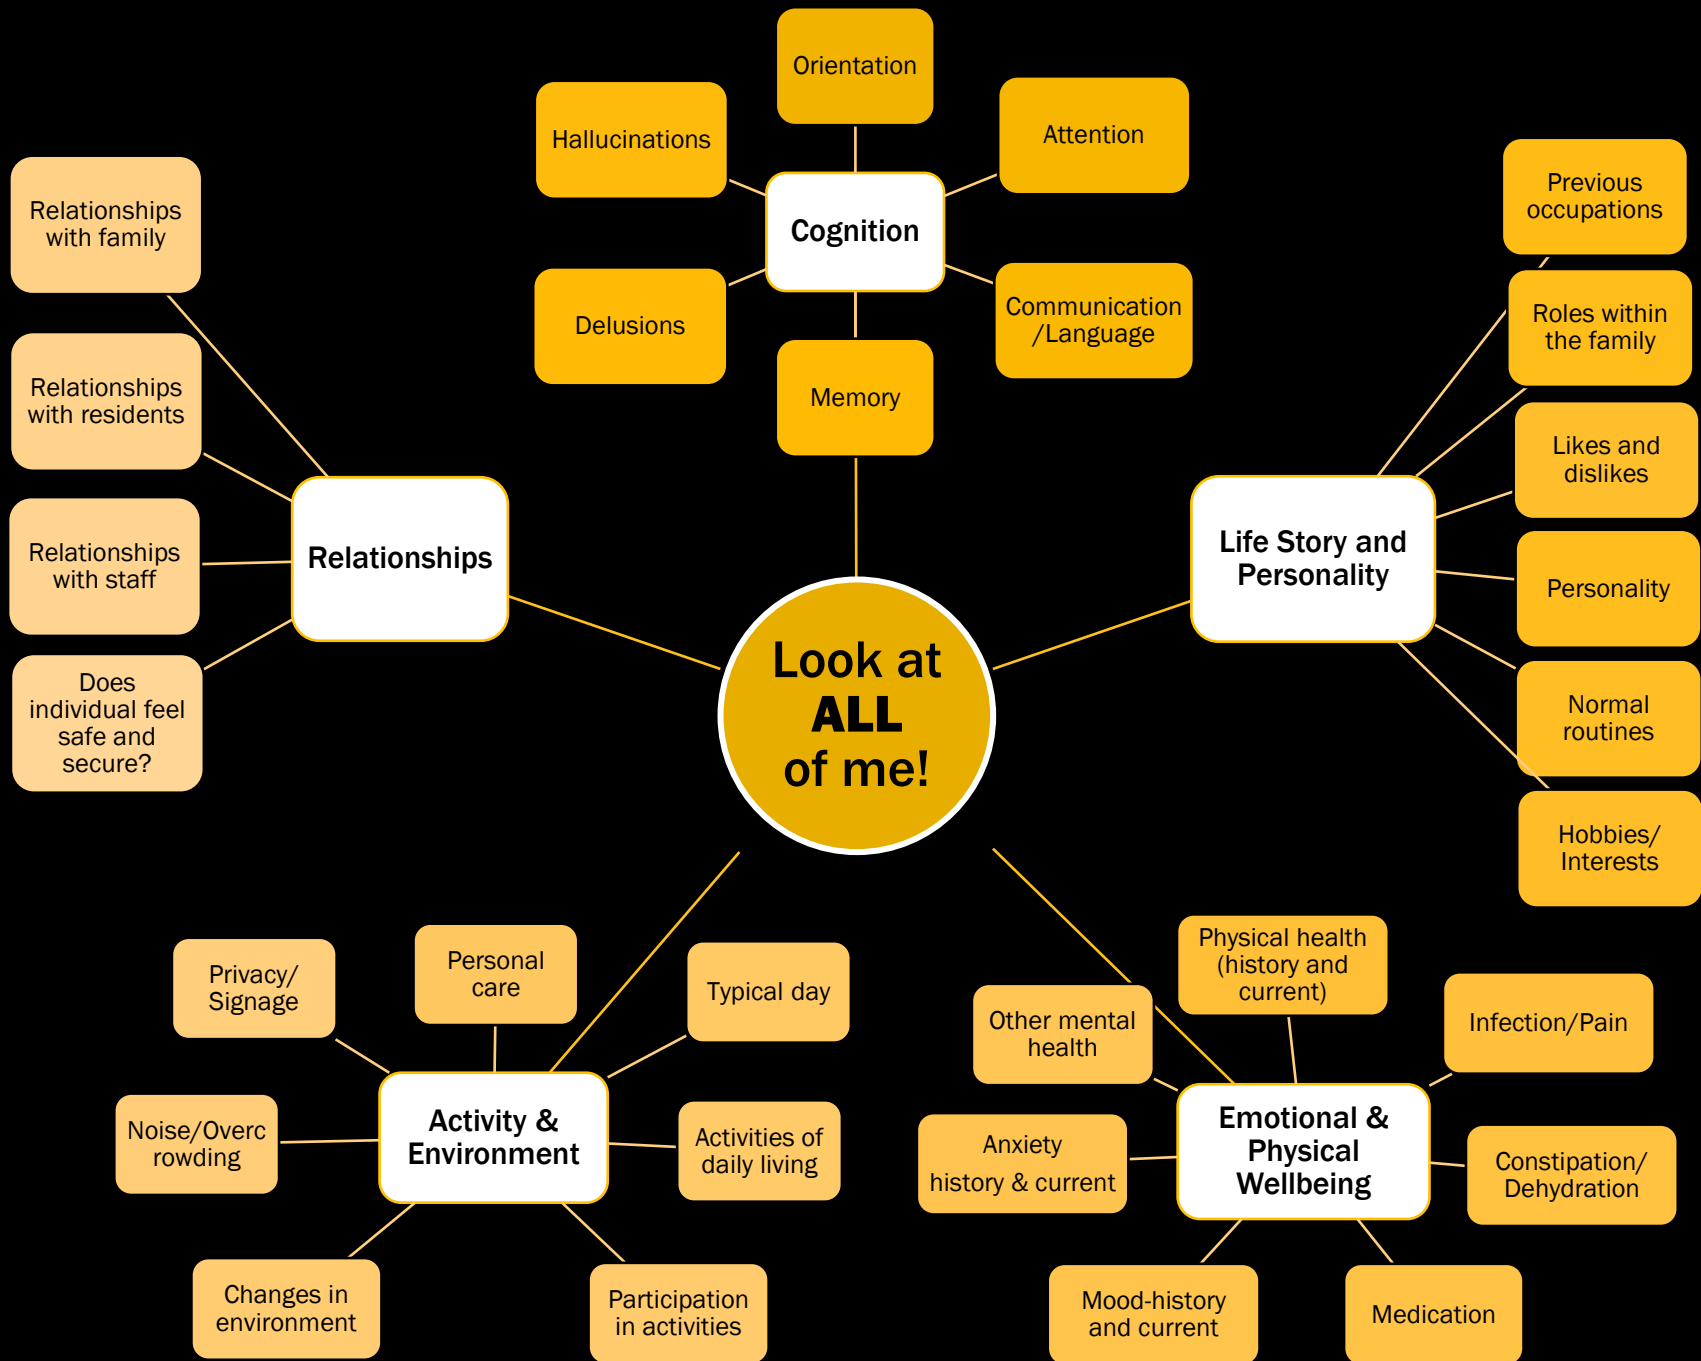 Orientation
Hallucinations
Attention
Cognition
Delusions
Communication
/Language
Memory
Relationships
with family
Relationships
with residents
Relationships
with staff
Does
individual feel
safe and
secure?
Relationships
Previous
occupations
Roles within
the family
Likes and
dislikes
Personality
Normal
routines
Hobbies/
Interests
Life Story and
Personality
Look at
ALL
of me!
Privacy/
Signage
Personal
care
Typical day
Noise/Overc
rowding
Activity &
Environment
Activities of
daily living
Changes in
environment
Participation
in activities
Physical health
(history and
current)
Other mental
health
Infection/Pain
Anxiety
history & current
Emotional &
Physical
Wellbeing
Constipation/
Dehydration
Mood-history
and current
Medication